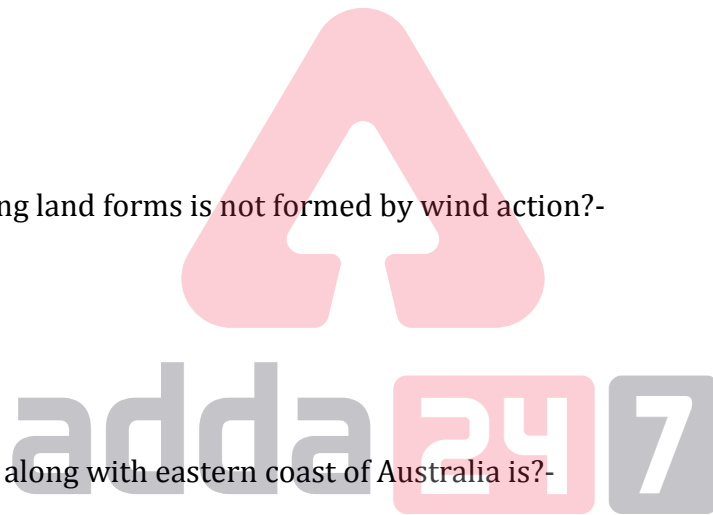 ng land forms is not formed by wind action?-
adda 247
along with eastern coast of Australia is?-